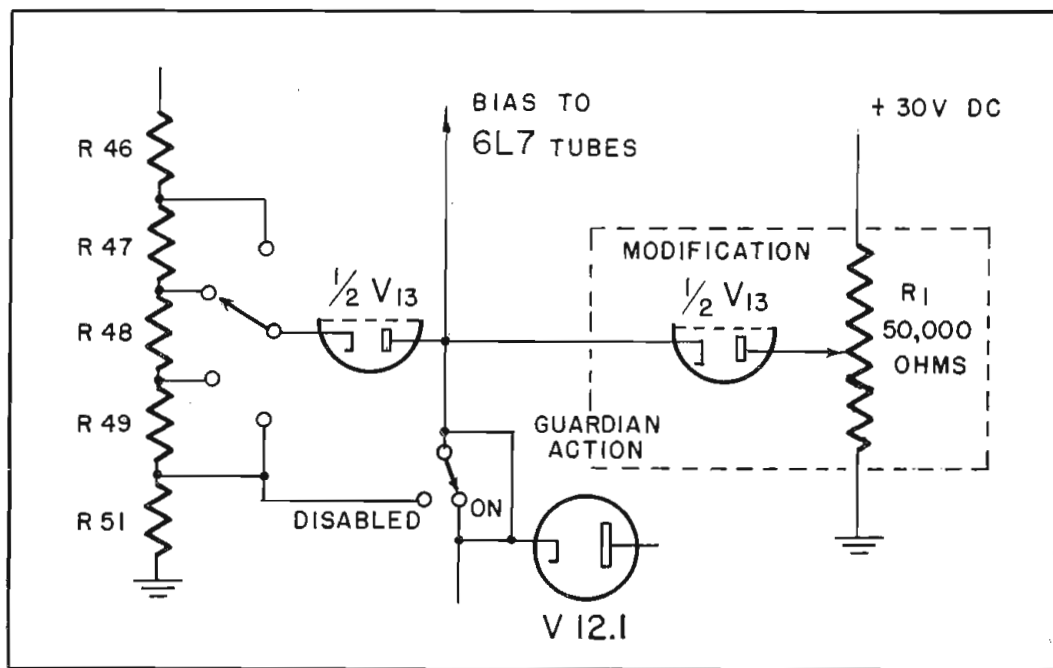 BIAS TO
6L7 TUBES
+ 30V DC
R 46
R 47
R 48
R 49
R 51
1/2 V13
MODIFICATION
1/2 V13
R1
50,000
OHMS
GUARDIAN
ACTION
DISABLED
ON
V 12.1